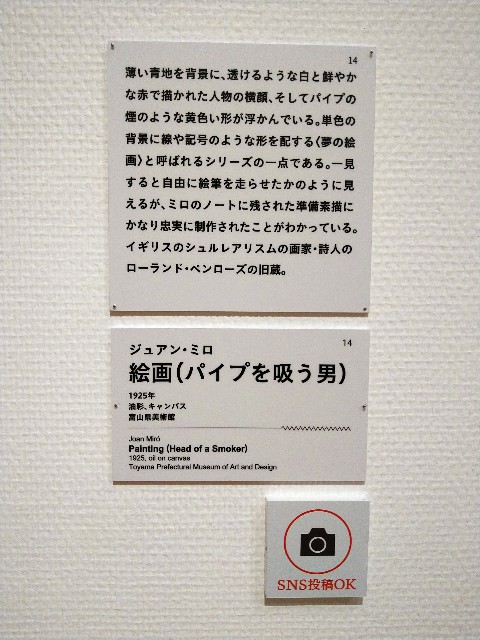 14
薄い青地を背景に、透けるような白と鮮やか
な赤で描かれた人物の横顔、そしてパイプの
煙のような黄色い形が浮かんでいる。単色の
背景に線や記号のような形を配する〈夢の絵
画〉と呼ばれるシリーズの一点である。一見
すると自由に絵筆を走らせたかのように見
えるが、ミロのノートに残された準備素描に
かなり忠実に制作されたことがわかっている。
イギリスのシュルレアリスムの画家・詩人の
ローランド・ペンローズの旧蔵。
14
ジュアン・ミロ
絵画(パイプを吸う男)
1925年
油彩、キャンバス
富山県美術館
Joan Miró
Painting (Head of a Smoker)
1925, oil on canvas
Toyama Prefectural Museum of Art and Design
SNS投稿OK